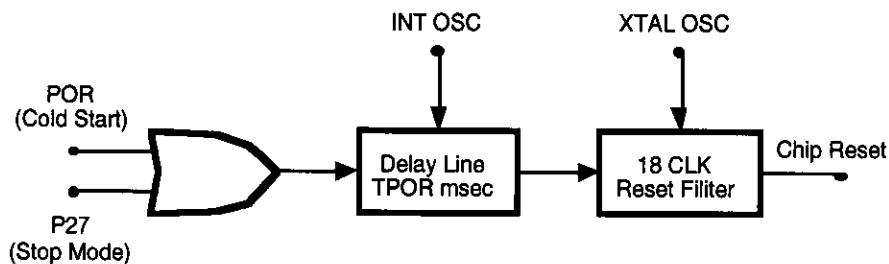 INT OSC
XTAL OSC
POR
(Cold Start)
Delay Line
TPOR msec
18 CLK
Reset Filiter
Chip Reset
P27
(Stop Mode)